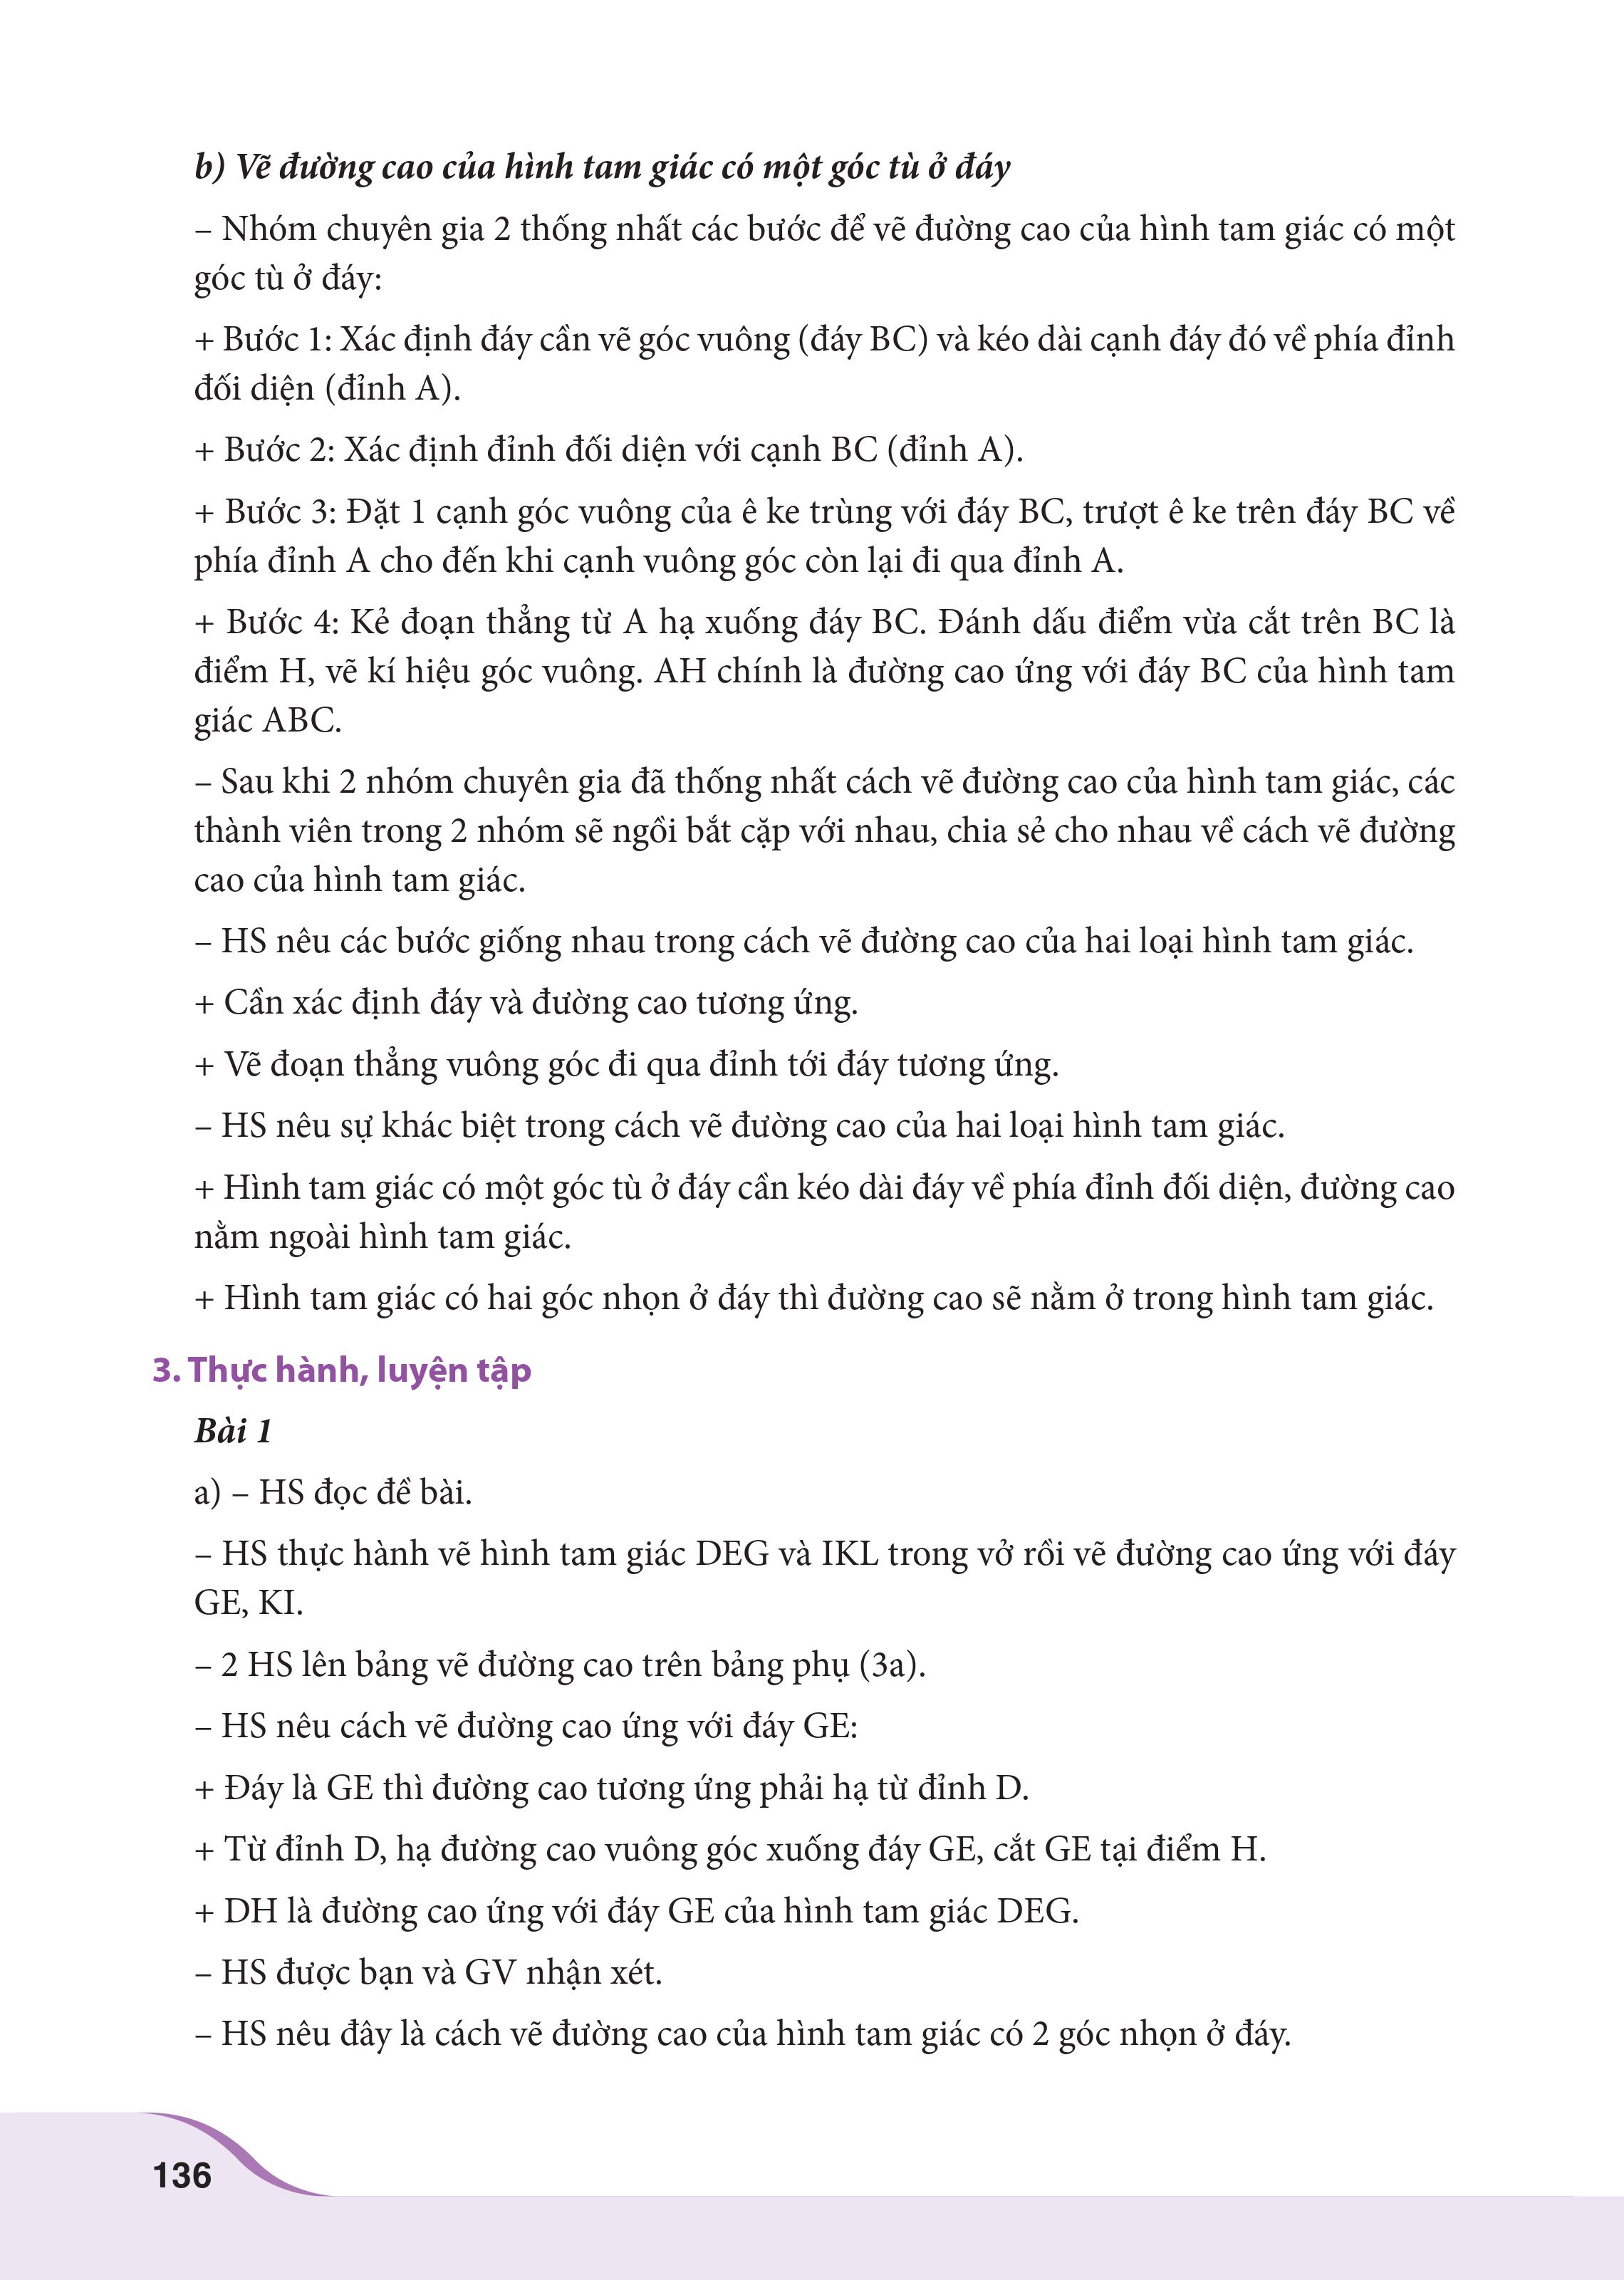 b) Vẽ đường cao của hình tam giác có một góc tù ở đáy
– Nhóm chuyên gia 2 thống nhất các bước để vẽ đường cao của hình tam giác có một
góc tù ở đáy:
+ Bước 1: Xác định đáy cần vẽ góc vuông (đáy BC) và kéo dài cạnh đáy đó về phía đỉnh
đối diện (đỉnh A).
+ Bước 2: Xác định đỉnh đối diện với cạnh BC (đỉnh A).
+ Bước 3: Đặt 1 cạnh góc vuông của ê ke trùng với đáy BC, trượt ê ke trên đáy BC về
phía đỉnh A cho đến khi cạnh vuông góc còn lại đi qua đỉnh A.
+ Bước 4: Kẻ đoạn thẳng từ A hạ xuống đáy BC. Đánh dấu điểm vừa cắt trên BC là
điểm H, vẽ kí hiệu góc vuông. AH chính là đường cao ứng với đáy BC của hình tam
giác ABC.
– Sau khi 2 nhóm chuyên gia đã thống nhất cách vẽ đường cao của hình tam giác, các
thành viên trong 2 nhóm sẽ ngồi bắt cặp với nhau, chia sẻ cho nhau về cách vẽ đường
cao của hình tam giác.
– HS nêu các bước giống nhau trong cách vẽ đường cao của hai loại hình tam giác.
+ Cần xác định đáy và đường cao tương ứng.
+ Vẽ đoạn thẳng vuông góc đi qua đỉnh tới đáy tương ứng.
– HS nêu sự khác biệt trong cách vẽ đường cao của hai loại hình tam giác.
+ Hình tam giác có một góc tù ở đáy cần kéo dài đáy về phía đỉnh đối diện, đường cao
nằm ngoài hình tam giác.
+ Hình tam giác có hai góc nhọn ở đáy thì đường cao sẽ nằm ở trong hình tam giác.
3. Thực hành, luyện tập
Bài 1
a) – HS đọc đề bài.
– HS thực hành vẽ hình tam giác DEG và IKL trong vở rồi vẽ đường cao ứng với đáy
GE, KI.
– 2 HS lên bảng vẽ đường cao trên bảng phụ (3a).
– HS nêu cách vẽ đường cao ứng với đáy GE:
+ Đáy là GE thì đường cao tương ứng phải hạ từ đỉnh D.
+ Từ đỉnh D, hạ đường cao vuông góc xuống đáy GE, cắt GE tại điểm H.
+ DH là đường cao ứng với đáy GE của hình tam giác DEG.
– HS được bạn và GV nhận xét.
– HS nêu đây là cách vẽ đường cao của hình tam giác có 2 góc nhọn ở đáy.
136